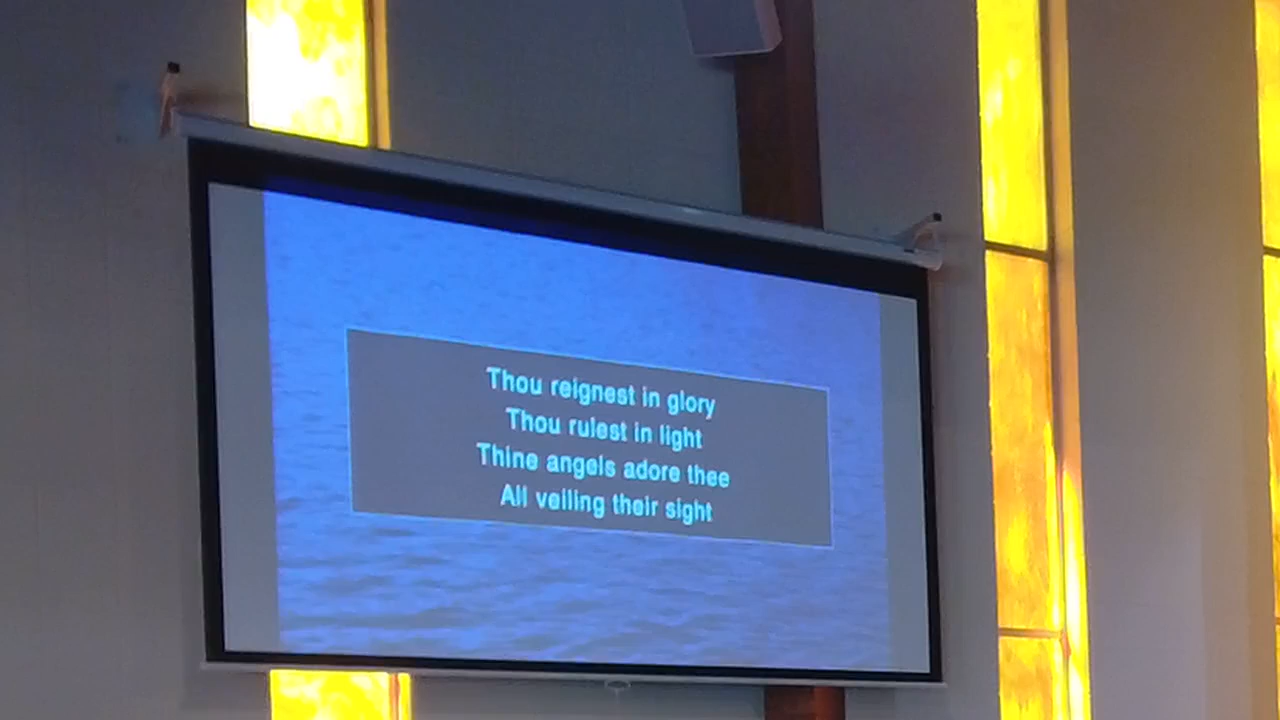 Thou reignest in glory
Thou rulest in light
Thine angels adore thee
All veiling their sight